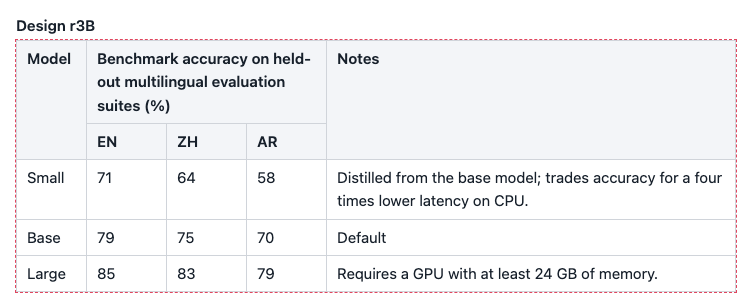 Design r3B
Model
Benchmark accuracy on held-
out multilingual evaluation
suites (%)
Notes
EN
ZH
AR
Small
71
64
58
Distilled from the base model; trades accuracy for a four
times lower latency on CPU.
Base
79
75
70
Default
Large
85
83
79
Requires a GPU with at least 24 GB of memory.